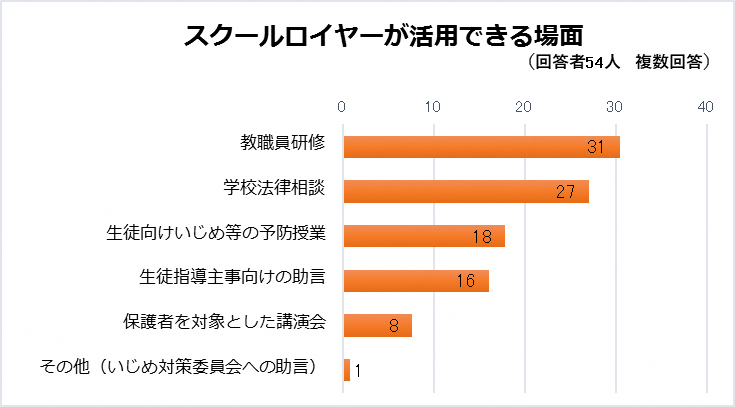 スクールロイヤーが活用できる場面
（回答者54人　複数回答）
0 10 20 30 40
教職員研修 31
学校法律相談 27
生徒向けいじめ等の予防授業 18
生徒指導主事向けの助言 16
保護者を対象とした講演会 8
その他（いじめ対策委員会への助言） 1